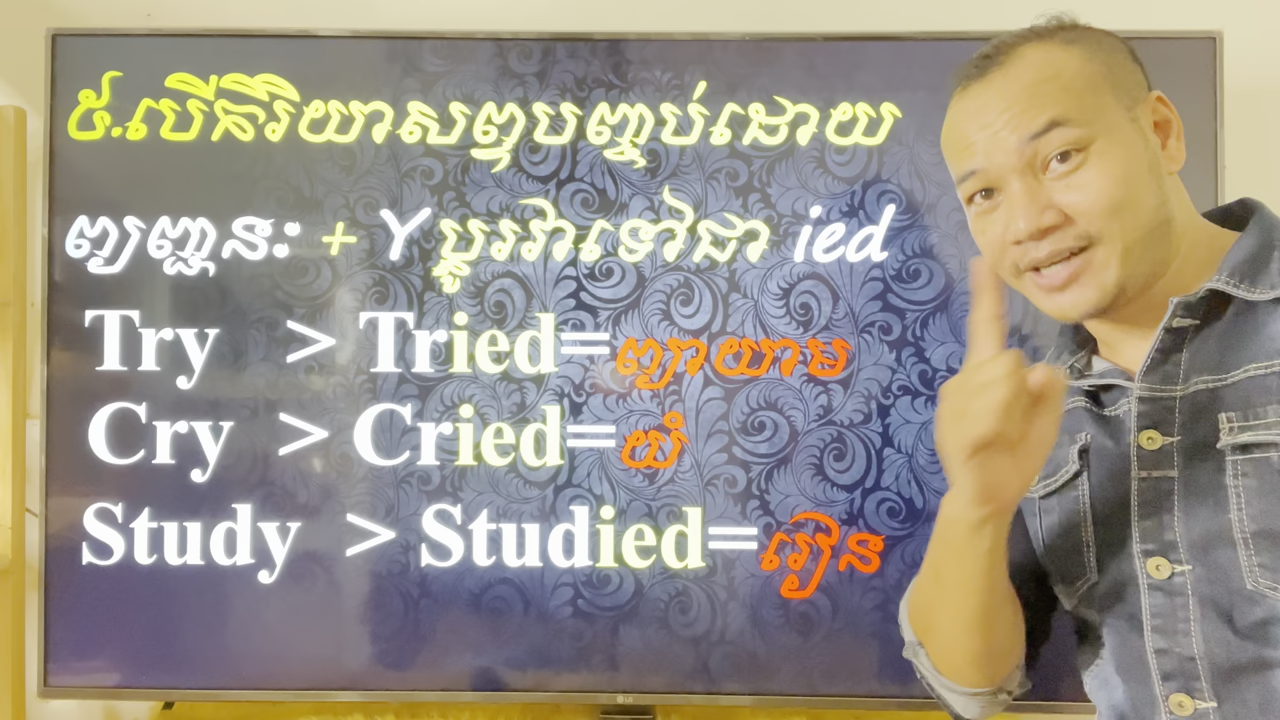 ៥.បើកិរិយាសព្ទបញ្ចប់ដោយ
ព្យញ្ជនៈ + Y ប្ដូរវាទៅជា ied
Try > Tried=ព្យាយាម
Cry > Cried=យំ
Study > Studied=រៀន
LG